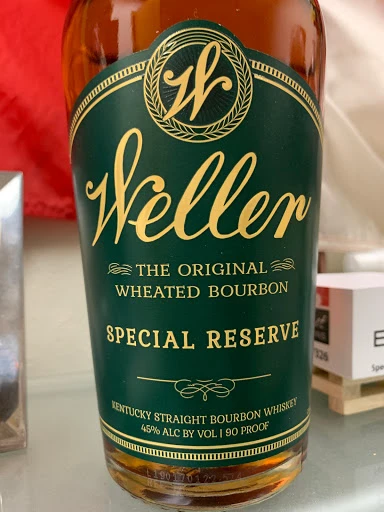 W
Weller
THE ORIGINAL
WHEATED BOURBON
SPECIAL RESERVE
KENTUCKY STRAIGHT BOURBON WHISKEY
45% ALC BY VOL | 90 PROOF